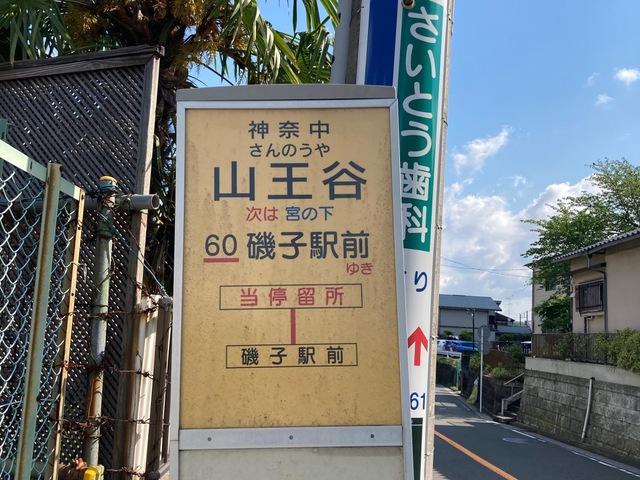 神奈中
さんのうや
山王谷
次は 宮の下
60 磯子駅前
ゆき
当停留所
磯子駅前
さいとう歯科
り
61